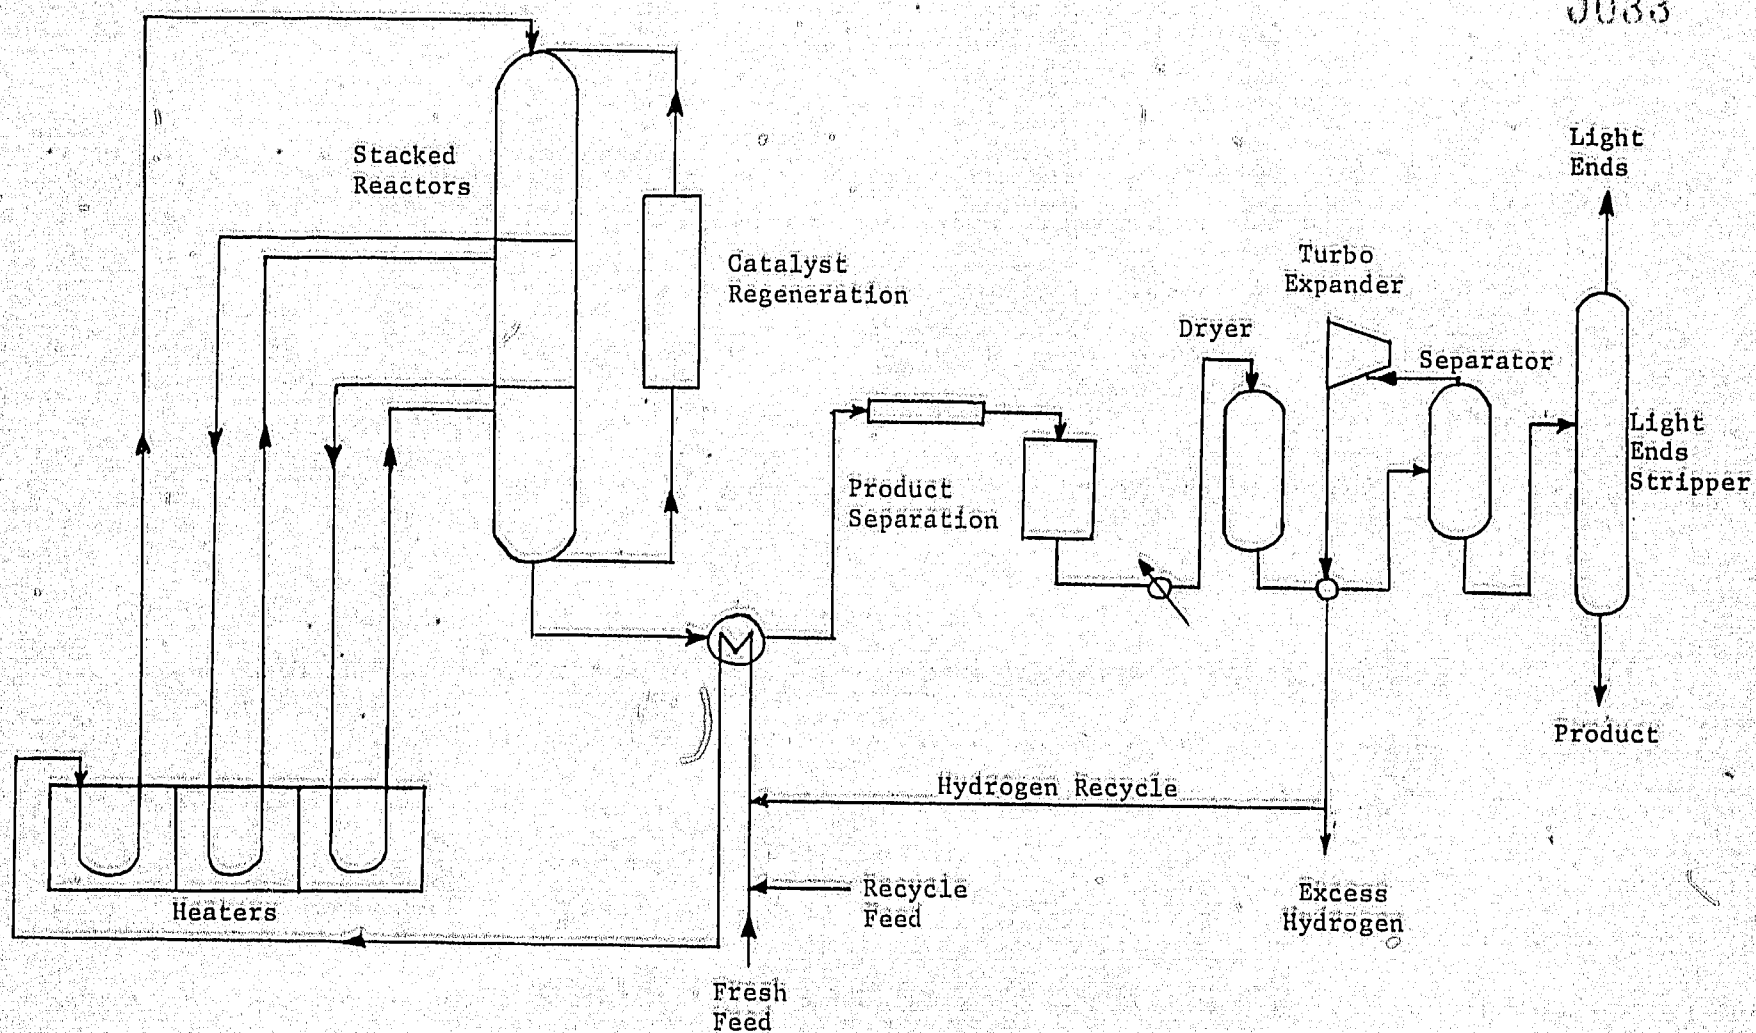 Stacked
Reactors
Catalyst
Regeneration
Light
Ends
Turbo
Expander
Dryer
Separator
Light
Ends
Stripper
Product
Separation
Product
Hydrogen Recycle
Heaters
Recycle
Feed
Excess
Hydrogen
Fresh
Feed